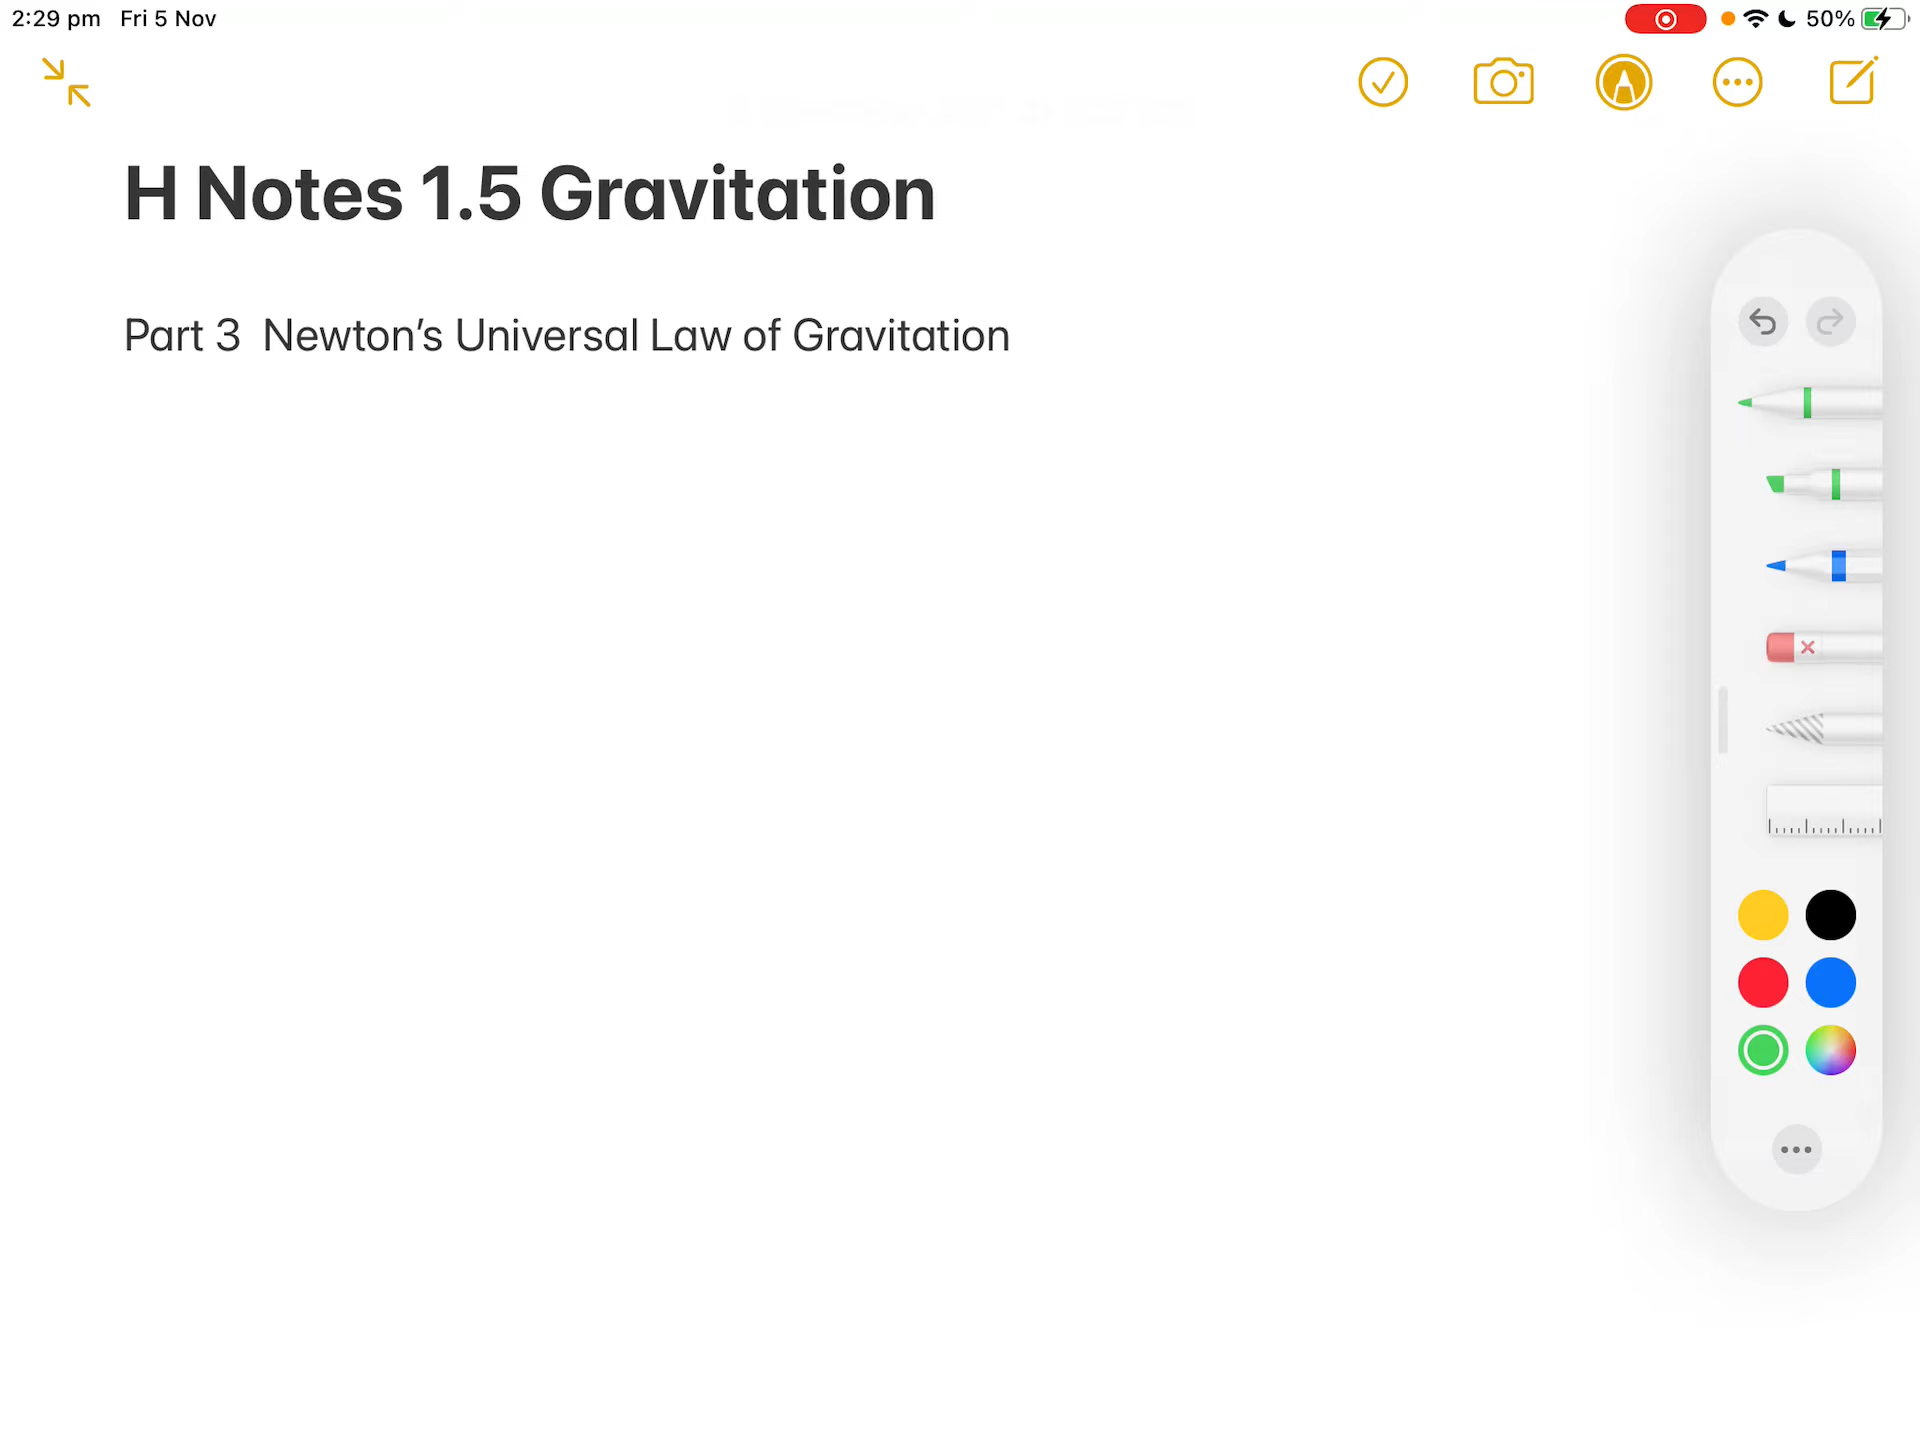 2:29 pm Fri 5 Nov 50%
H Notes 1.5 Gravitation
Part 3 Newton’s Universal Law of Gravitation